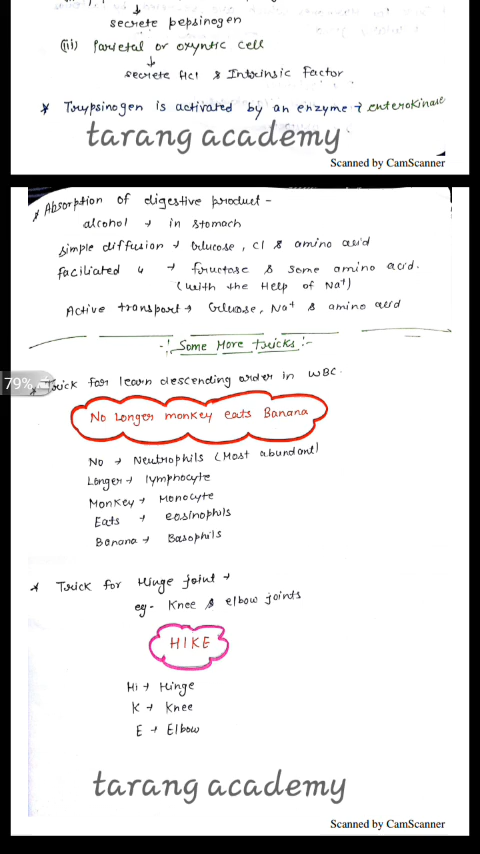 ↓
secrete pepsinogen
(iii) Parietal or oxyntic cell
↓
secrete Hcl & Intrinsic Factor
* Trypsinogen is activated by an enzyme → enterokinase
tarang academy
Scanned by CamScanner
* Absorption of digestive product -
alcohol → in stomach
simple diffusion → Glucose, cl & amino acid
faciliated " → fructose & some amino acid.
(with the Help of Na⁺)
Active transport → Glucose, Na⁺ & amino acid
-: Some More tricks :-
79%
* Trick for learn descending order in WBC.
No Longer monkey eats Banana
No → Neutrophils (Most abundant)
Longer → lymphocyte
Monkey → Monocyte
Eats → eosinophils
Banana → Basophils
* Trick for Hinge joint →
eg- Knee & elbow joints
HIKE
Hi → Hinge
K → Knee
E → Elbow
tarang academy
Scanned by CamScanner